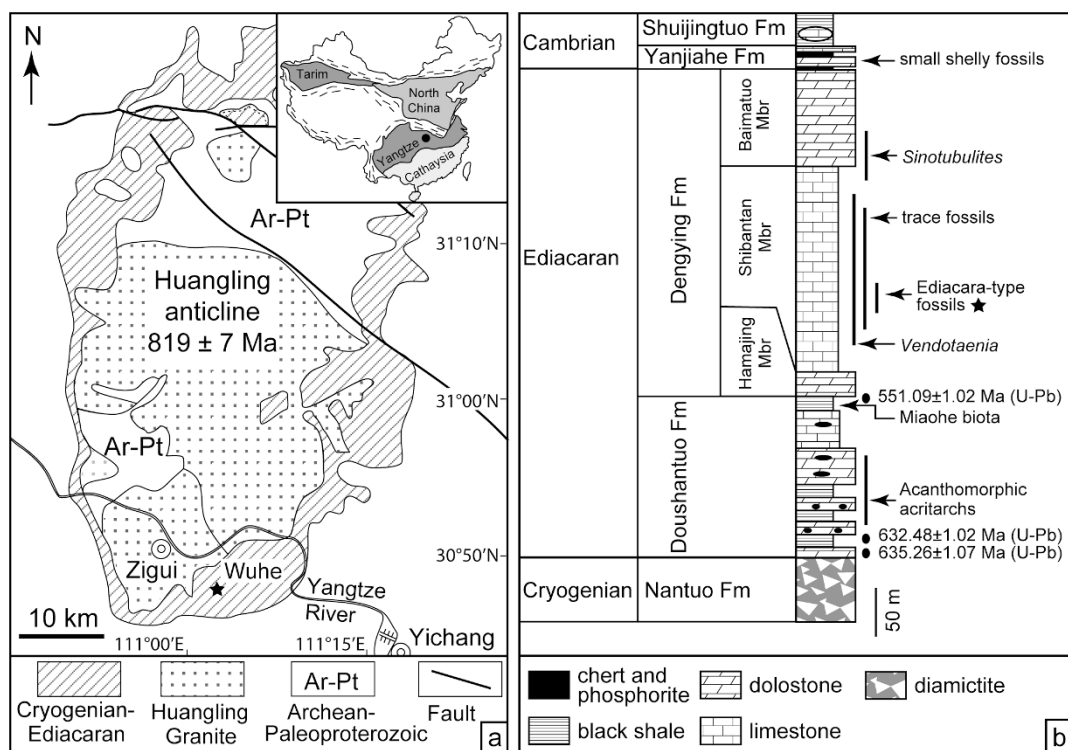 N
Tarim
North
China
Yangtze
Cathaysia
Ar-Pt
31°10′N
Huangling
anticline
819 ± 7 Ma
31°00′N
Ar-Pt
30°50′N
Zigui
Wuhe
Yangtze
River
10 km
111°00′E
111°15′E
Yichang
Ar-Pt
Cryogenian-
Ediacaran
Huangling
Granite
Archean-
Paleoproterozoic
Fault
a
Cambrian
Shuijingtuo Fm
Yanjiahe Fm
small shelly fossils
Ediacaran
Dengying Fm
Baimatuo
Mbr
Sinotubulites
Shibantan
Mbr
trace fossils
Ediacara-type
fossils
Hamajing
Mbr
Vendotaenia
Doushantuo Fm
551.09±1.02 Ma (U-Pb)
Miaohe biota
Acanthomorphic
acritarchs
632.48±1.02 Ma (U-Pb)
635.26±1.07 Ma (U-Pb)
Cryogenian
Nantuo Fm
50 m
chert and
phosphorite
dolostone
diamictite
black shale
limestone
b